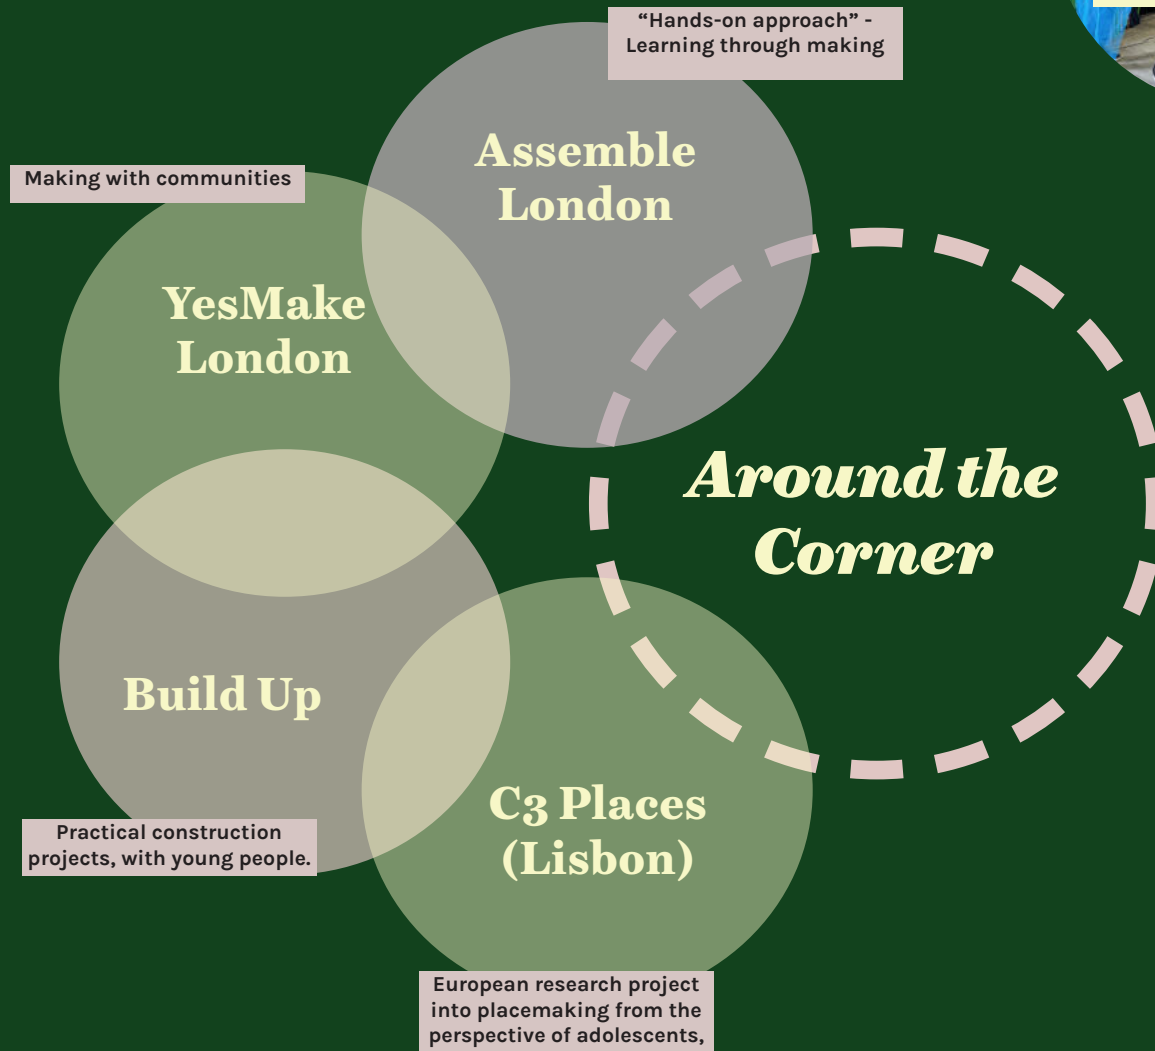 “Hands-on approach” -
Learning through making
Assemble
London
Making with communities
YesMake
London
Around the
Corner
Build Up
Practical construction
projects, with young people.
C3 Places
(Lisbon)
European research project
into placemaking from the
perspective of adolescents,